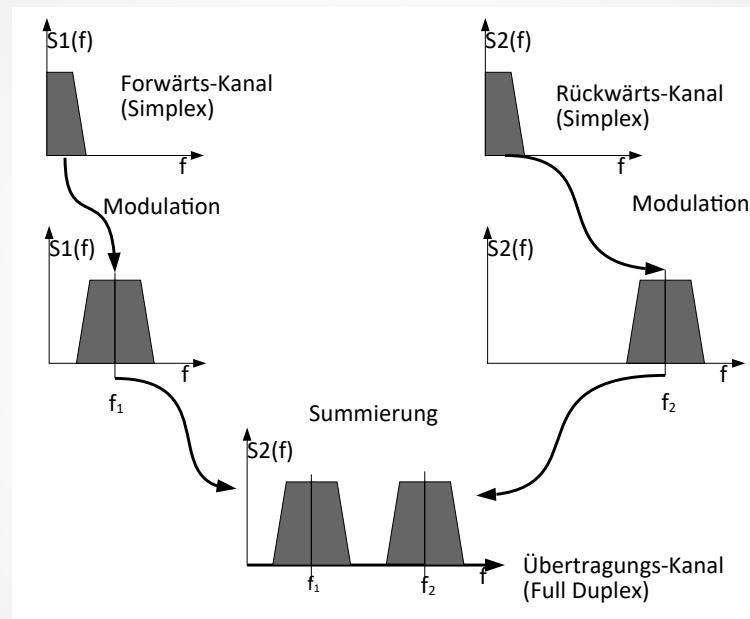 S1(f)
Forwärts-Kanal
(Simplex)
f
Modulation
S2(f)
Rückwärts-Kanal
(Simplex)
f
Modulation
S1(f)
f
f₁
S2(f)
f
f₂
Summierung
S2(f)
f
f₁
f₂
Übertragungs-Kanal
(Full Duplex)